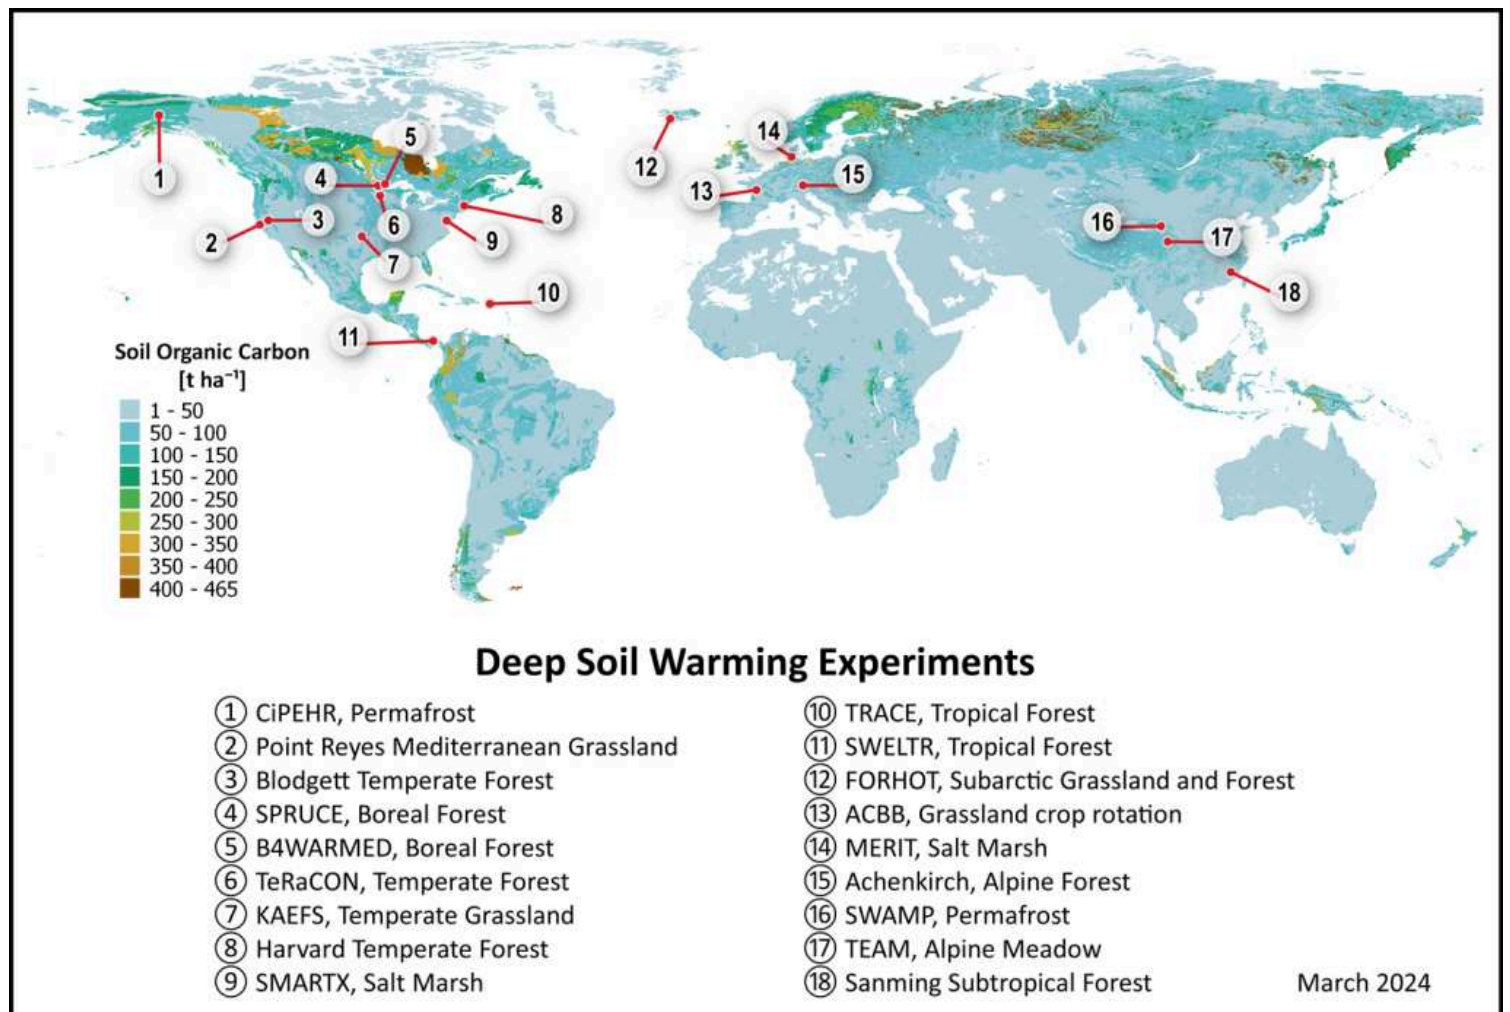 5
14
1
4
12
15
13
3
8
6
16
2
9
17
7
10
18
11
Soil Organic Carbon
[t ha⁻¹]
1 - 50
50 - 100
100 - 150
150 - 200
200 - 250
250 - 300
300 - 350
350 - 400
400 - 465
Deep Soil Warming Experiments
① CiPEHR, Permafrost
② Point Reyes Mediterranean Grassland
③ Blodgett Temperate Forest
④ SPRUCE, Boreal Forest
⑤ B4WARMED, Boreal Forest
⑥ TeRaCON, Temperate Forest
⑦ KAEFS, Temperate Grassland
⑧ Harvard Temperate Forest
⑨ SMARTX, Salt Marsh
⑩ TRACE, Tropical Forest
⑪ SWELTR, Tropical Forest
⑫ FORHOT, Subarctic Grassland and Forest
⑬ ACBB, Grassland crop rotation
⑭ MERIT, Salt Marsh
⑮ Achenkirch, Alpine Forest
⑯ SWAMP, Permafrost
⑰ TEAM, Alpine Meadow
⑱ Sanming Subtropical Forest
March 2024